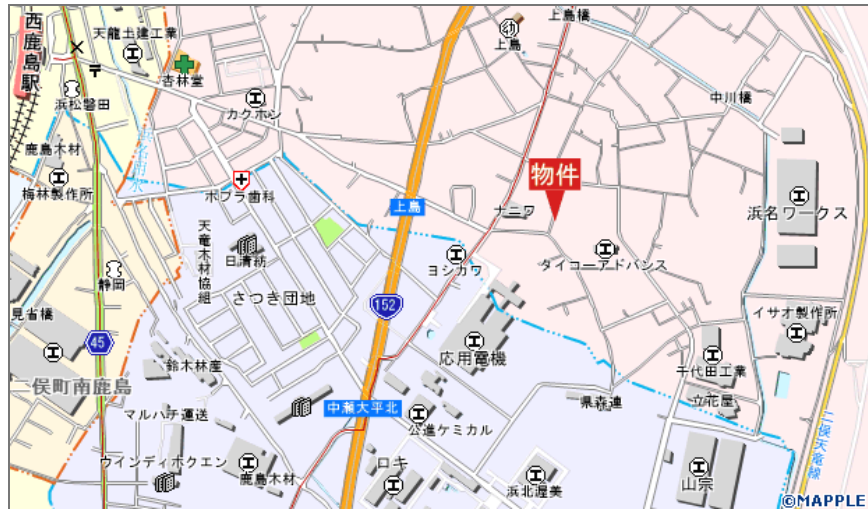 西鹿島駅
天龍土建工業
杏林堂
浜松磐田
カクホン
幼
上島
上島橋
中川橋
鹿島木材
梅林製作所
ポプラ歯科
上島
ナニワ
物件
浜名ワークス
天竜木材協組
日清紡
ヨシカワ
タイコーアドバンス
静岡
さつき団地
152
見省橋
45
応用電機
イサオ製作所
千代田工業
鈴木林産
二俣町南鹿島
立花屋
県森連
マルハチ運送
中瀬大平北
公進ケミカル
二俣天竜線
ウインディホクエン
鹿島木材
ロキ
浜北渥美
山宗
©MAPPLE